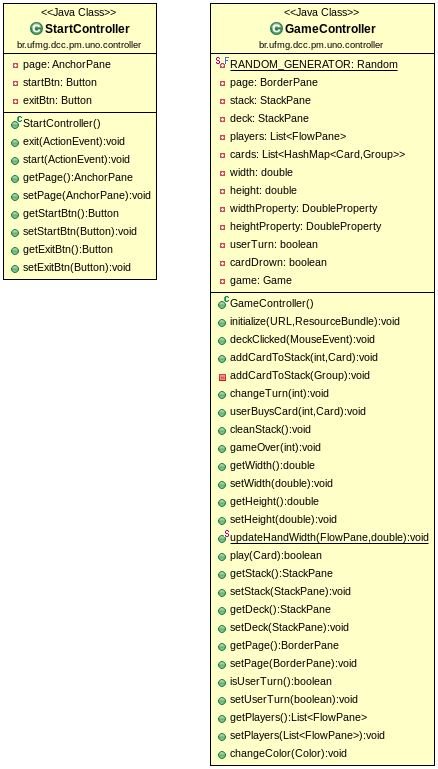 <<Java Class>>
StartController
br.ufmg.dcc.pm.uno.controller
page: AnchorPane
startBtn: Button
exitBtn: Button
StartController()
exit(ActionEvent):void
start(ActionEvent):void
getPage():AnchorPane
setPage(AnchorPane):void
getStartBtn():Button
setStartBtn(Button):void
getExitBtn():Button
setExitBtn(Button):void
<<Java Class>>
GameController
br.ufmg.dcc.pm.uno.controller
RANDOM_GENERATOR: Random
page: BorderPane
stack: StackPane
deck: StackPane
players: List<FlowPane>
cards: List<HashMap<Card,Group>>
width: double
height: double
widthProperty: DoubleProperty
heightProperty: DoubleProperty
userTurn: boolean
cardDrown: boolean
game: Game
GameController()
initialize(URL,ResourceBundle):void
deckClicked(MouseEvent):void
addCardToStack(int,Card):void
addCardToStack(Group):void
changeTurn(int):void
userBuysCard(int,Card):void
cleanStack():void
gameOver(int):void
getWidth():double
setWidth(double):void
getHeight():double
setHeight(double):void
updateHandWidth(FlowPane,double):void
play(Card):boolean
getStack():StackPane
setStack(StackPane):void
getDeck():StackPane
setDeck(StackPane):void
getPage():BorderPane
setPage(BorderPane):void
isUserTurn():boolean
setUserTurn(boolean):void
getPlayers():List<FlowPane>
setPlayers(List<FlowPane>):void
changeColor(Color):void